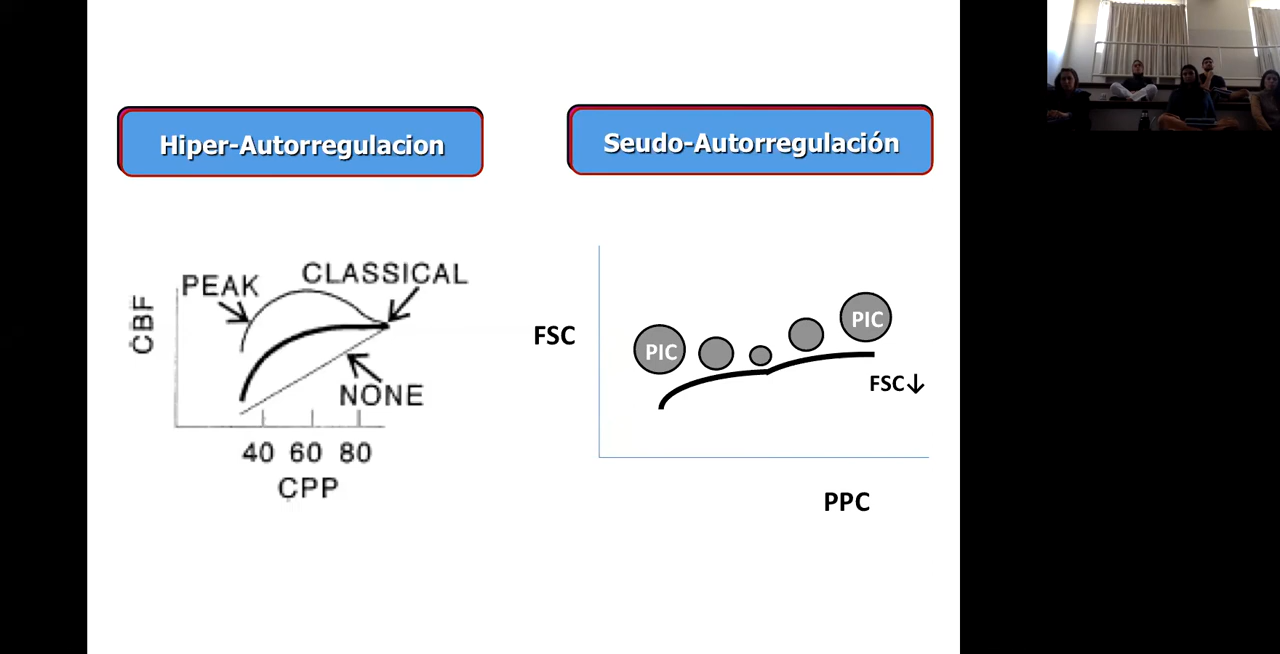 Hiper-Autorregulacion
Seudo-Autorregulación
PEAK
CLASSICAL
CBF
NONE
40 60 80
CPP
FSC
PIC
PIC
FSC↓
PPC